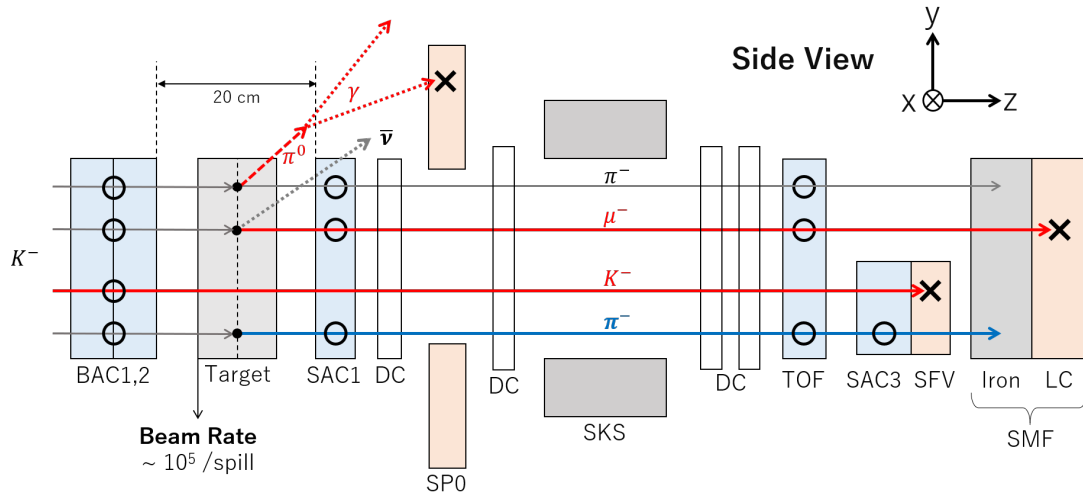 Side View
y
X
Z
20 cm
γ
π⁰
ν̄
π⁻
μ⁻
K⁻
K⁻
π⁻
BAC1,2
Target
SAC1
DC
DC
SKS
DC
TOF
SAC3
SFV
Iron
LC
SMF
SP0
Beam Rate
~ 10⁵ /spill